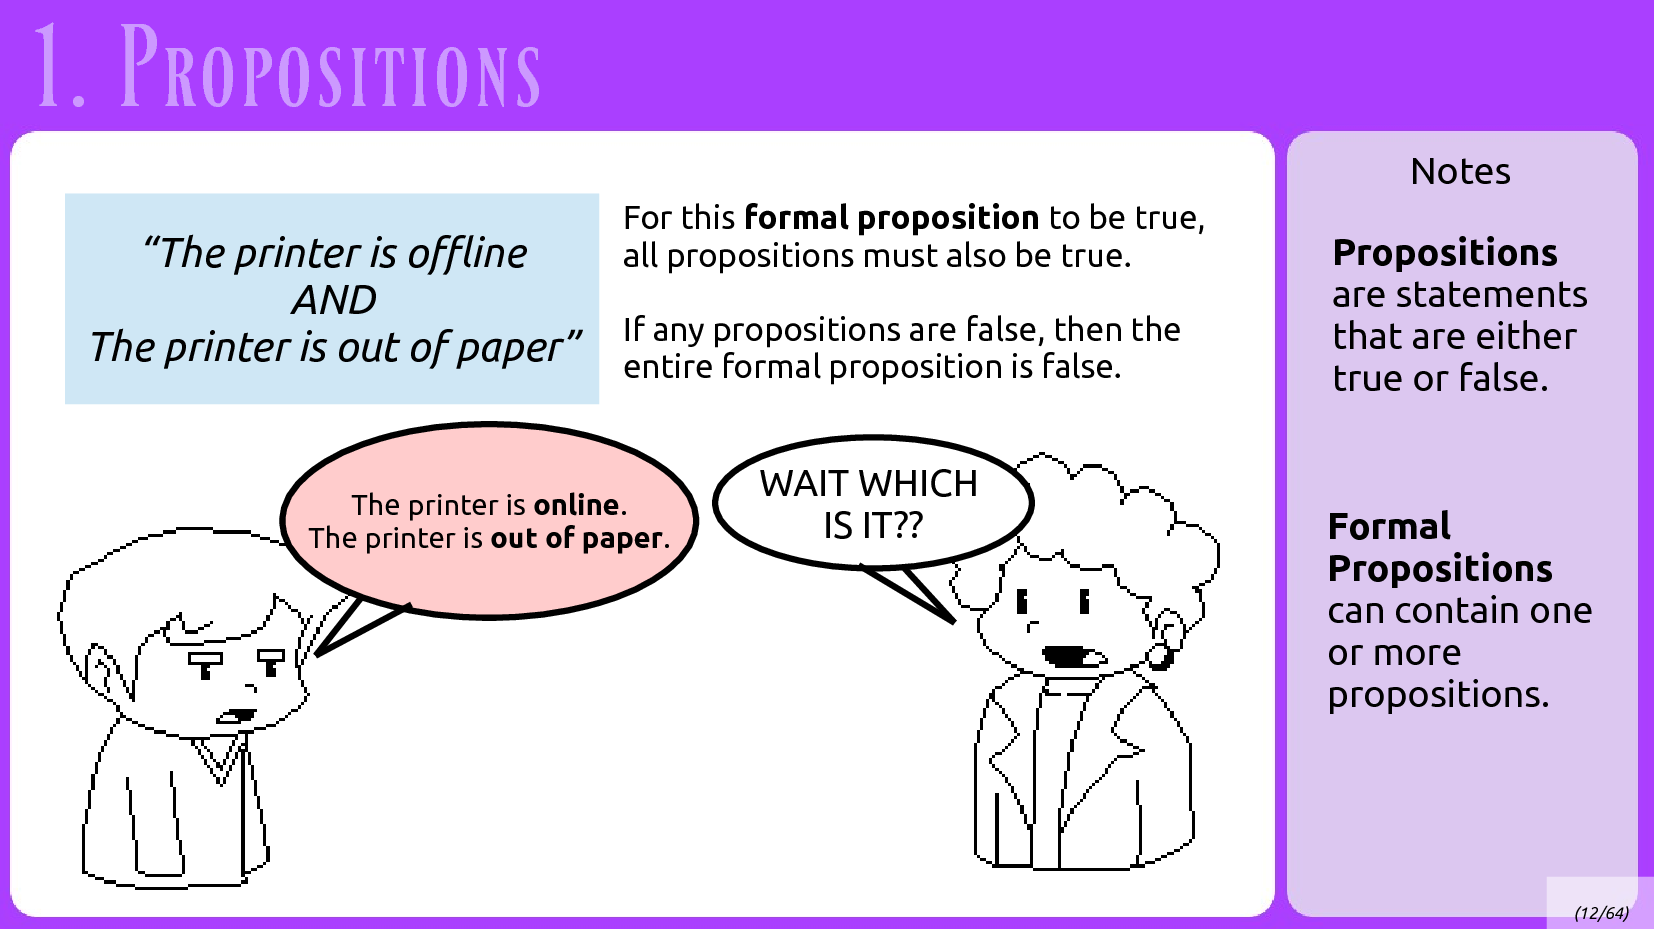 1. Propositions
“The printer is offline
AND
The printer is out of paper”
For this formal proposition to be true,
all propositions must also be true.
If any propositions are false, then the
entire formal proposition is false.
The printer is online.
The printer is out of paper.
WAIT WHICH
IS IT??
Notes
Propositions
are statements
that are either
true or false.
Formal
Propositions
can contain one
or more
propositions.
(12/64)